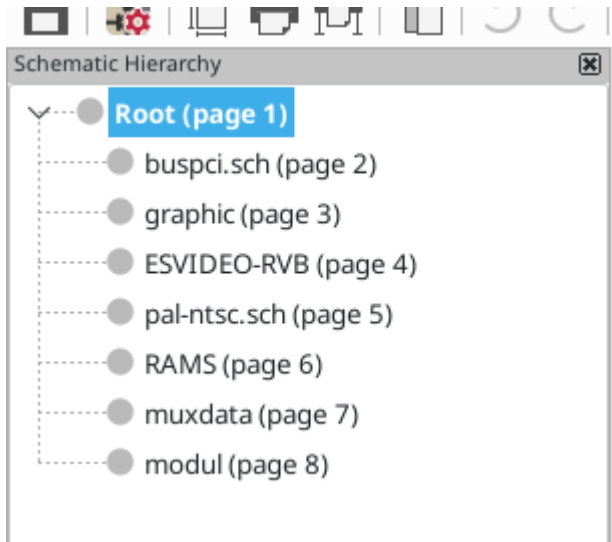 Schematic Hierarchy
Root (page 1)
buspci.sch (page 2)
graphic (page 3)
ESVIDEO-RVB (page 4)
pal-ntsc.sch (page 5)
RAMS (page 6)
muxdata (page 7)
modul (page 8)